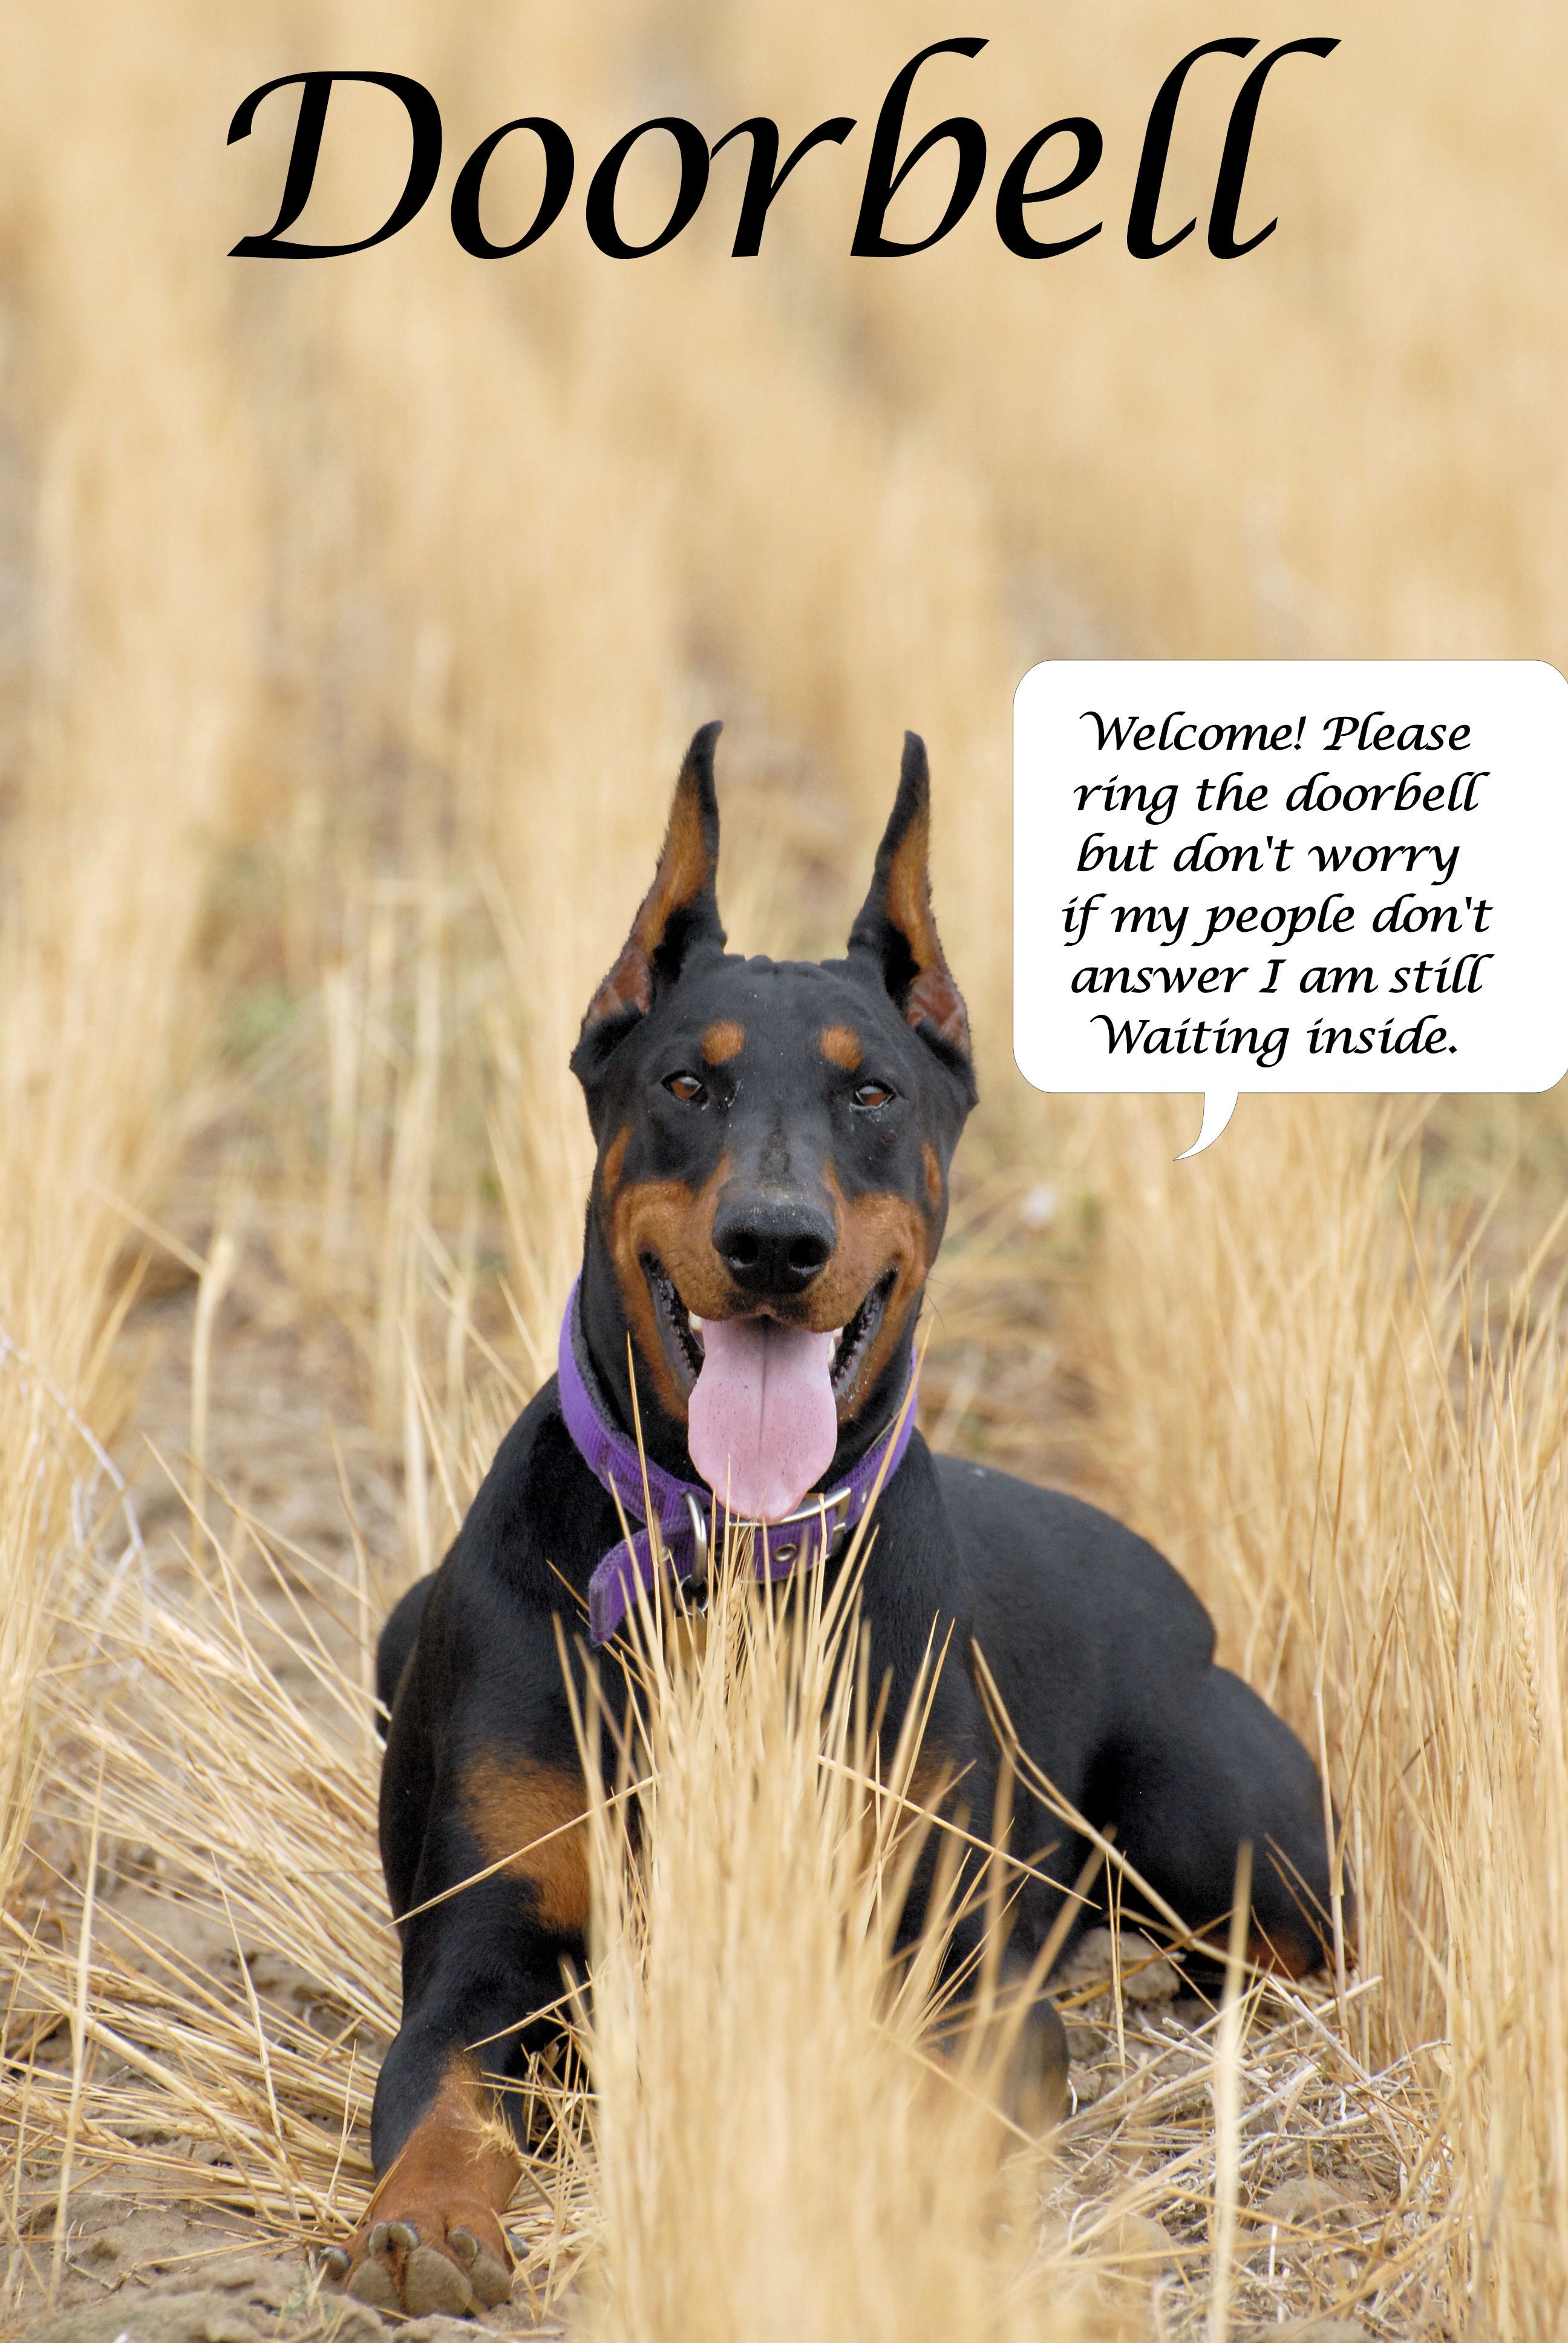 Doorbell
Welcome! Please
ring the doorbell
but don't worry
if my people don't
answer I am still
Waiting inside.